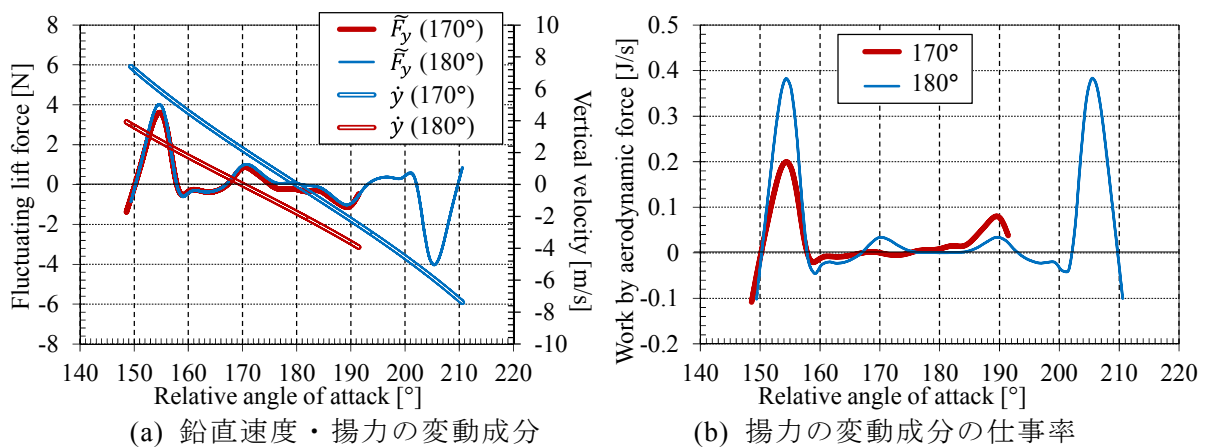 Fluctuating lift force [N]
8
6
4
2
0
-2
-4
-6
-8
F̃y (170°)
F̃y (180°)
ẏ (170°)
ẏ (180°)
10
8
6
4
2
0
-2
-4
-6
-8
-10
Vertical velocity [m/s]
140 150 160 170 180 190 200 210 220
Relative angle of attack [°]
(a) 鉛直速度・揚力の変動成分
Work by aerodynamic force [J/s]
0.5
0.4
0.3
0.2
0.1
0
-0.1
-0.2
170°
180°
140 150 160 170 180 190 200 210 220
Relative angle of attack [°]
(b) 揚力の変動成分の仕事率